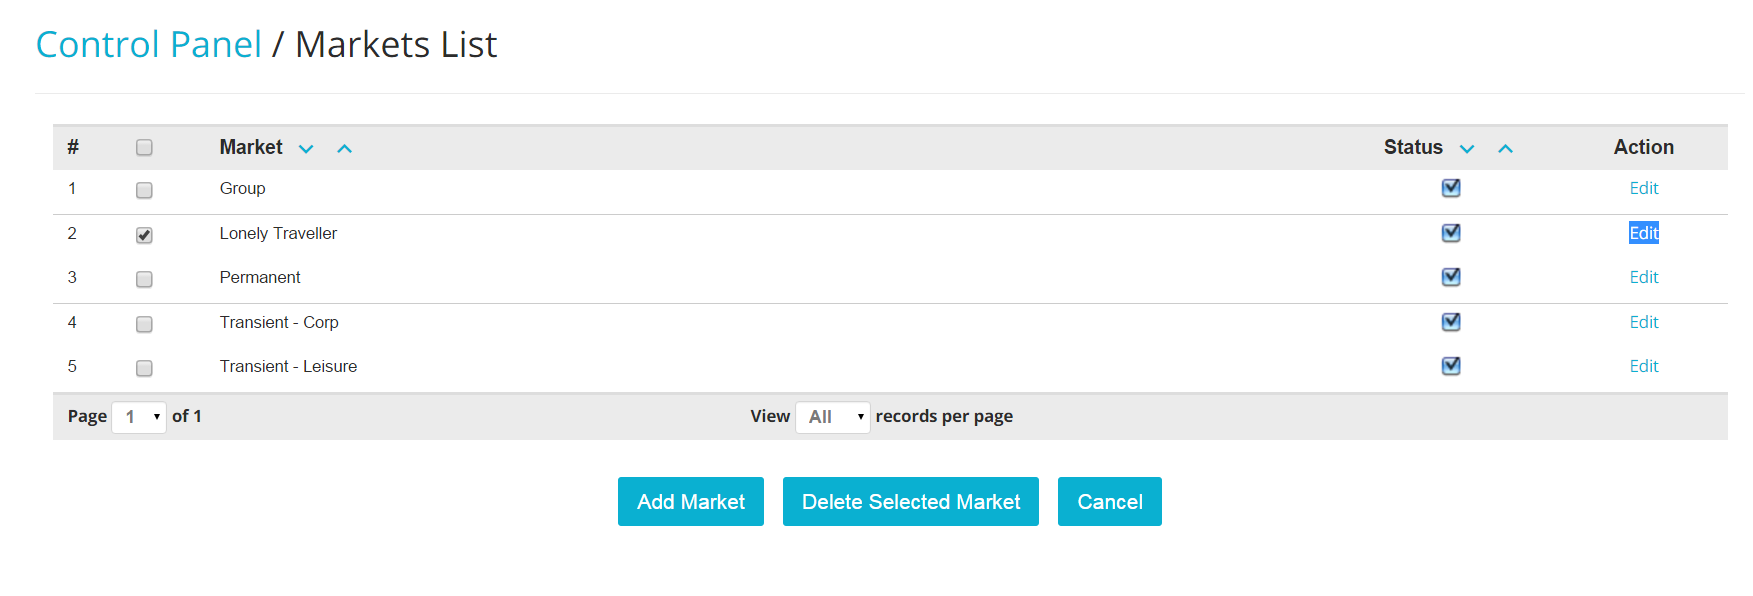 Control Panel / Markets List
# Market Status Action
1 Group Edit
2 Lonely Traveller Edit
3 Permanent Edit
4 Transient - Corp Edit
5 Transient - Leisure Edit
Page 1 of 1 View All records per page
Add Market Delete Selected Market Cancel